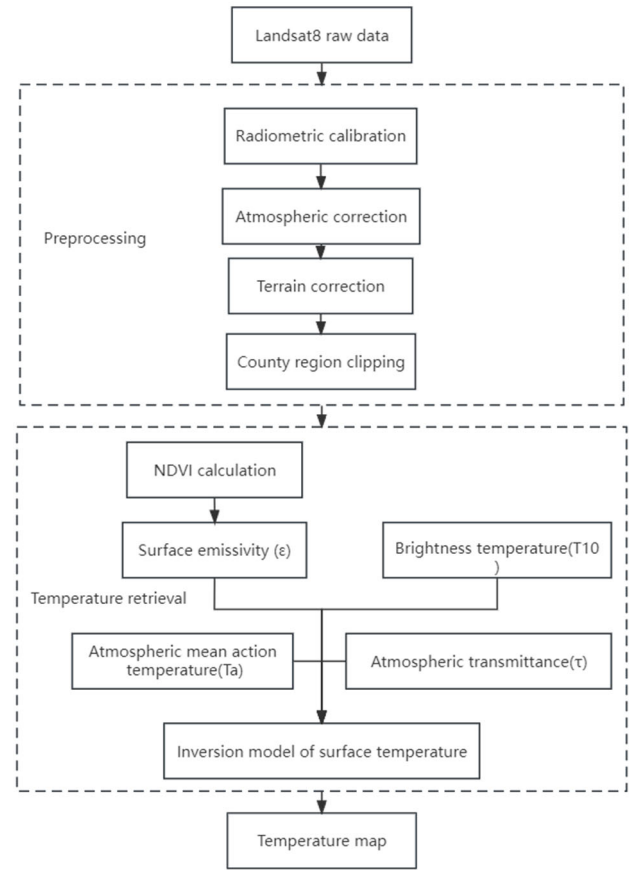 Landsat8 raw data
Radiometric calibration
Atmospheric correction
Preprocessing
Terrain correction
County region clipping
NDVI calculation
Surface emissivity (ε)
Brightness temperature(T10
)
Temperature retrieval
Atmospheric mean action
temperature(Ta)
Atmospheric transmittance(τ)
Inversion model of surface temperature
Temperature map